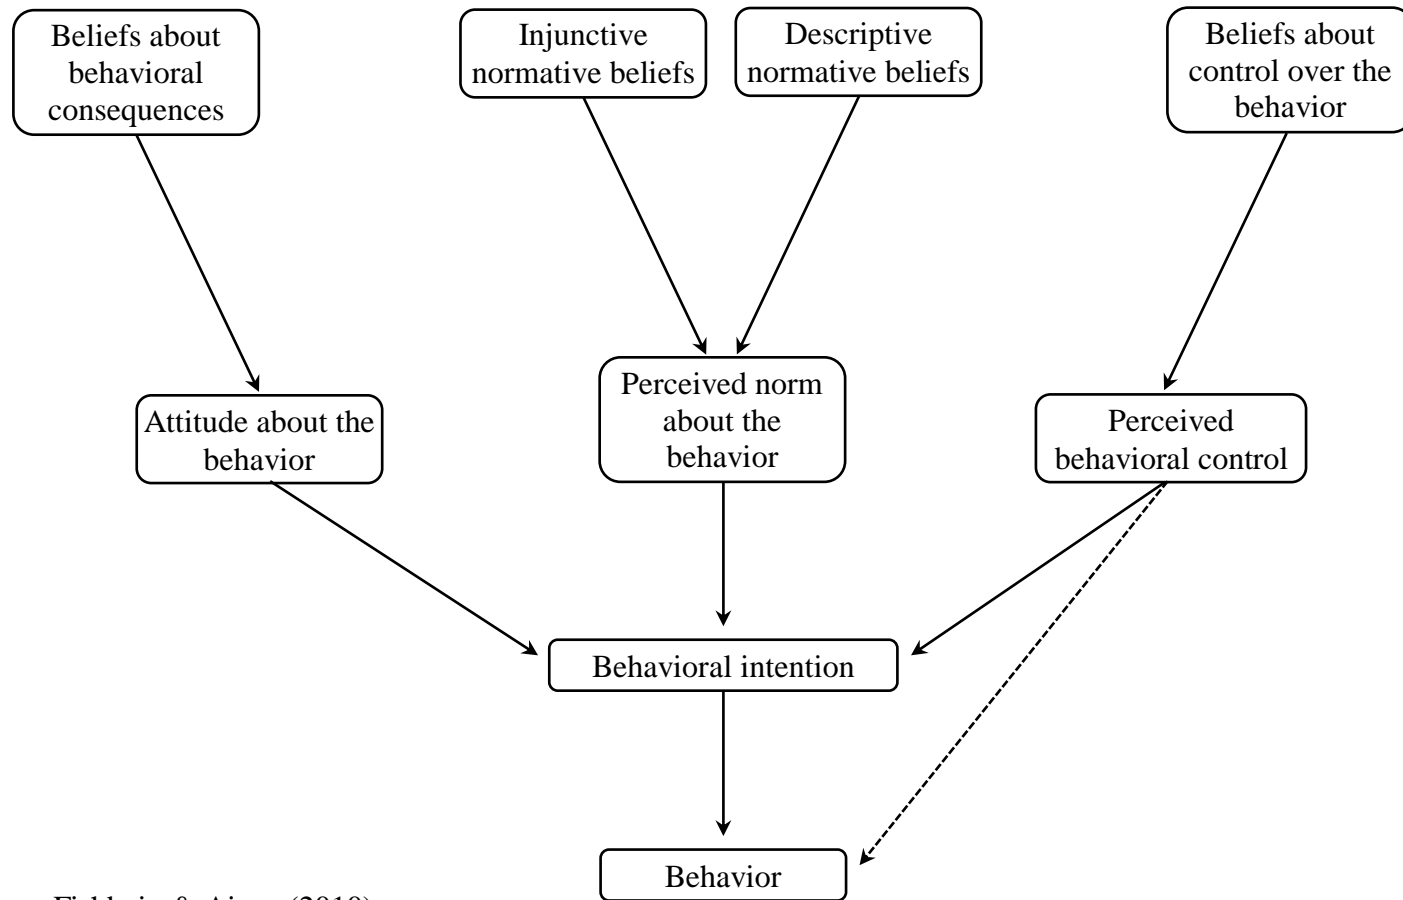 Beliefs about
behavioral
consequences
Injunctive
normative beliefs
Descriptive
normative beliefs
Beliefs about
control over the
behavior
Attitude about the
behavior
Perceived norm
about the
behavior
Perceived
behavioral control
Behavioral intention
Behavior
(2010)